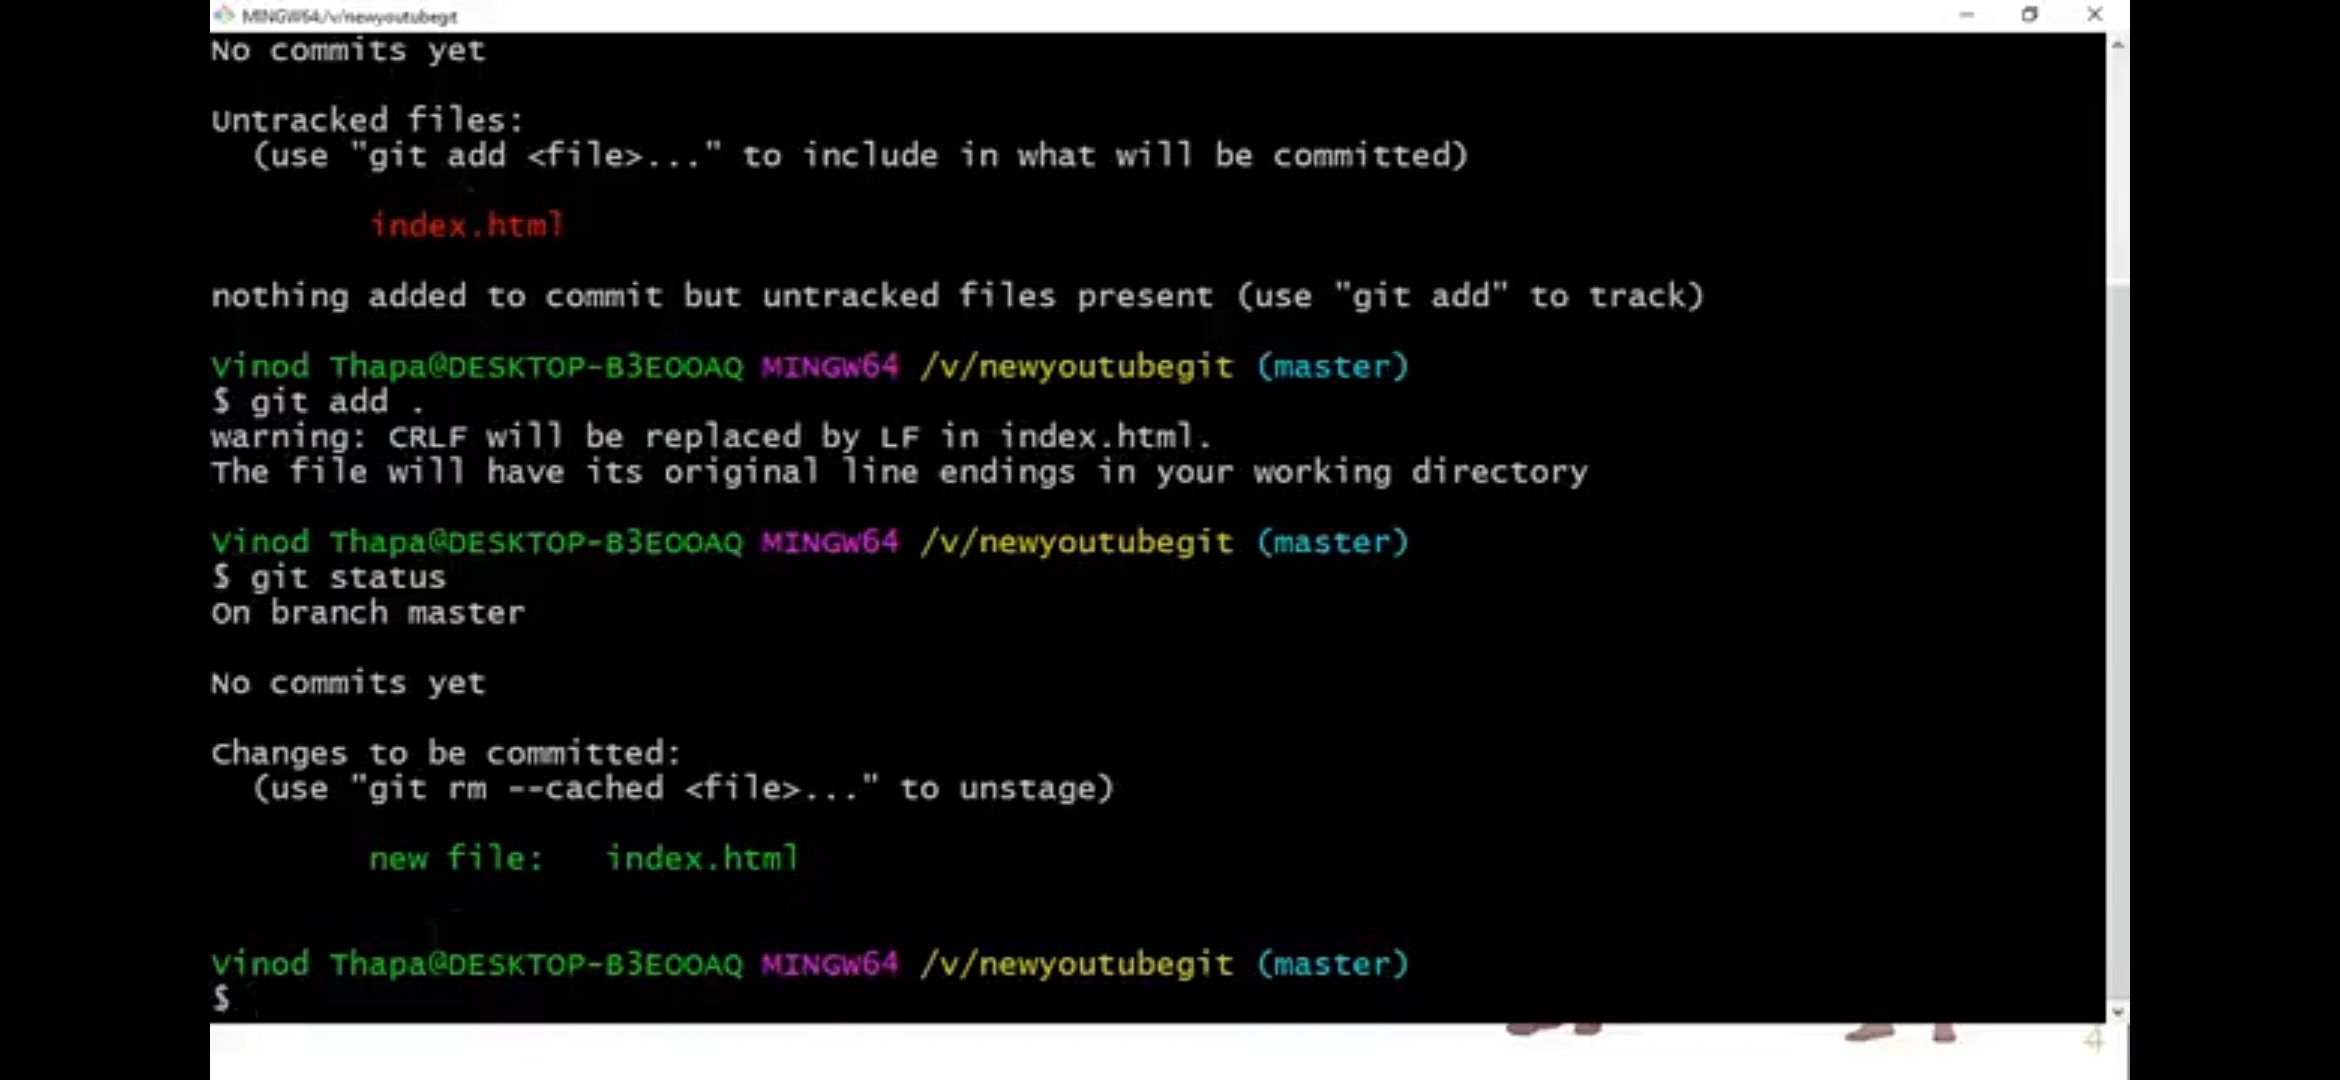 MINGW64:/v/newyoutubegit
No commits yet
Untracked files:
(use "git add <file>..." to include in what will be committed)
index.html
nothing added to commit but untracked files present (use "git add" to track)
Vinod Thapa@DESKTOP-B3EOOAQ MINGW64 /v/newyoutubegit (master)
$ git add .
warning: CRLF will be replaced by LF in index.html.
The file will have its original line endings in your working directory
Vinod Thapa@DESKTOP-B3EOOAQ MINGW64 /v/newyoutubegit (master)
$ git status
On branch master
No commits yet
Changes to be committed:
(use "git rm --cached <file>..." to unstage)
new file:   index.html
Vinod Thapa@DESKTOP-B3EOOAQ MINGW64 /v/newyoutubegit (master)
$
4